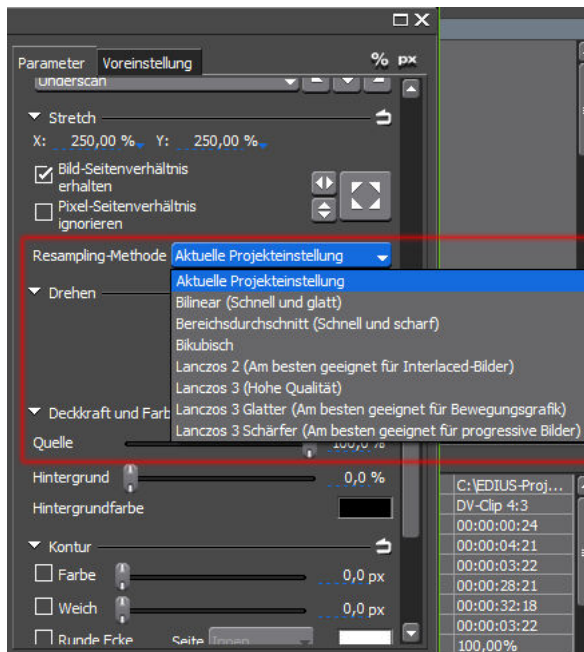 Parameter Voreinstellung % px
Underscan
Stretch
X: 250,00 % Y: 250,00 %
Bild-Seitenverhältnis
erhalten
Pixel-Seitenverhältnis
ignorieren
Resampling-Methode Aktuelle Projekteinstellung
Aktuelle Projekteinstellung
Drehen
Bilinear (Schnell und glatt)
Bereichsdurchschnitt (Schnell und scharf)
Bikubisch
Lanczos 2 (Am besten geeignet für Interlaced-Bilder)
Lanczos 3 (Hohe Qualität)
Lanczos 3 Glatter (Am besten geeignet für Bewegungsgrafik)
Lanczos 3 Schärfer (Am besten geeignet für progressive Bilder)
Deckkraft und Farb
Quelle 100,0 %
Hintergrund 0,0 %
Hintergrundfarbe
Kontur
Farbe 0,0 px
Weich 0,0 px
Runde Ecke Seite Innen
C:\EDIUS-Proj...
DV-Clip 4:3
00:00:00:24
00:00:04:21
00:00:03:22
00:00:28:21
00:00:32:18
00:00:03:22
100,00%